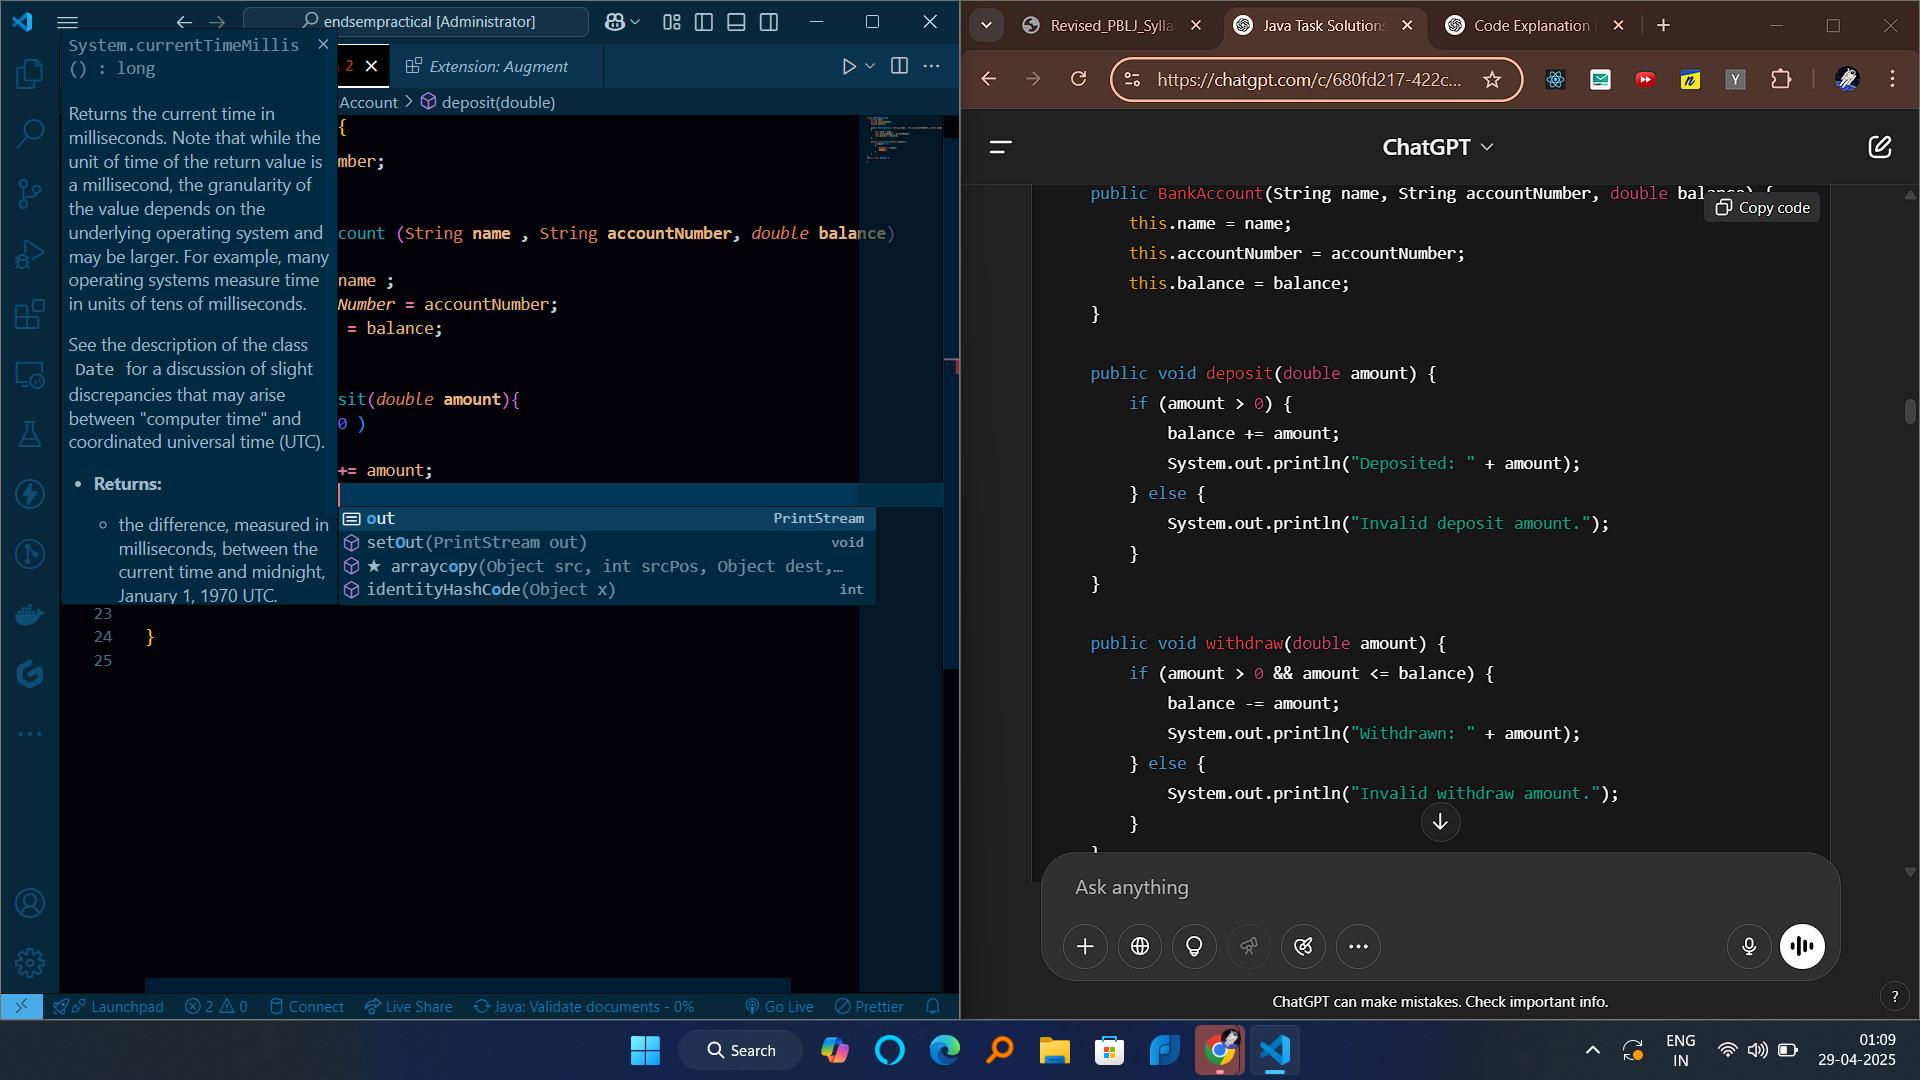 endsempractical [Administrator]
System.currentTimeMillis
() : long
Returns the current time in
milliseconds. Note that while the
unit of time of the return value is
a millisecond, the granularity of
the value depends on the
underlying operating system and
may be larger. For example, many
operating systems measure time
in units of tens of milliseconds.
See the description of the class
Date for a discussion of slight
discrepancies that may arise
between "computer time" and
coordinated universal time (UTC).
• Returns:
the difference, measured in
milliseconds, between the
current time and midnight,
January 1, 1970 UTC.
2
Extension: Augment
Account > deposit(double)
{
mber;
count (String name , String accountNumber, double balance)
name ;
Number = accountNumber;
= balance;
sit(double amount){
0 )
+= amount;
out PrintStream
setOut(PrintStream out) void
★ arraycopy(Object src, int srcPos, Object dest,…
identityHashCode(Object x) int
23
24 }
25
Launchpad
2 0
Connect
Live Share
Java: Validate documents - 0%
Go Live
Prettier
Revised_PBLJ_Sylla
Java Task Solutions
Code Explanation
https://chatgpt.com/c/680fd217-422c...
ChatGPT
public BankAccount(String name, String accountNumber, double balance) {
Copy code
this.name = name;
this.accountNumber = accountNumber;
this.balance = balance;
}
public void deposit(double amount) {
if (amount > 0) {
balance += amount;
System.out.println("Deposited: " + amount);
} else {
System.out.println("Invalid deposit amount.");
}
}
public void withdraw(double amount) {
if (amount > 0 && amount <= balance) {
balance -= amount;
System.out.println("Withdrawn: " + amount);
} else {
System.out.println("Invalid withdraw amount.");
}
}
Ask anything
ChatGPT can make mistakes. Check important info.
?
Search
ENG
IN
01:09
29-04-2025